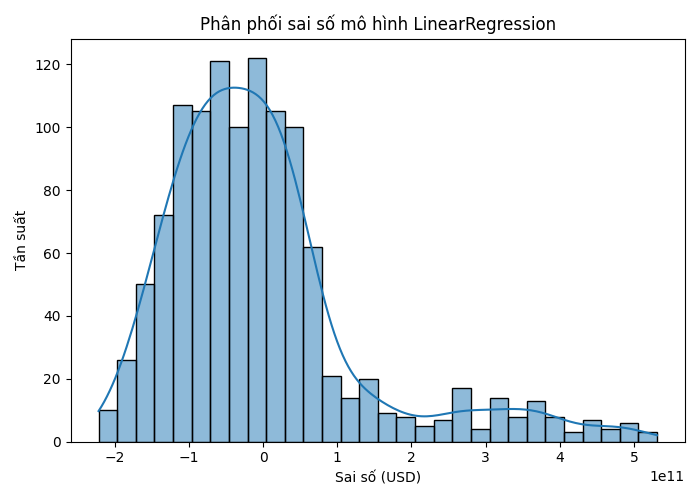 Phân phối sai số mô hình LinearRegression
120
100
80
60
40
20
0
Tần suất
−2 −1 0 1 2 3 4 5
1e11
Sai số (USD)